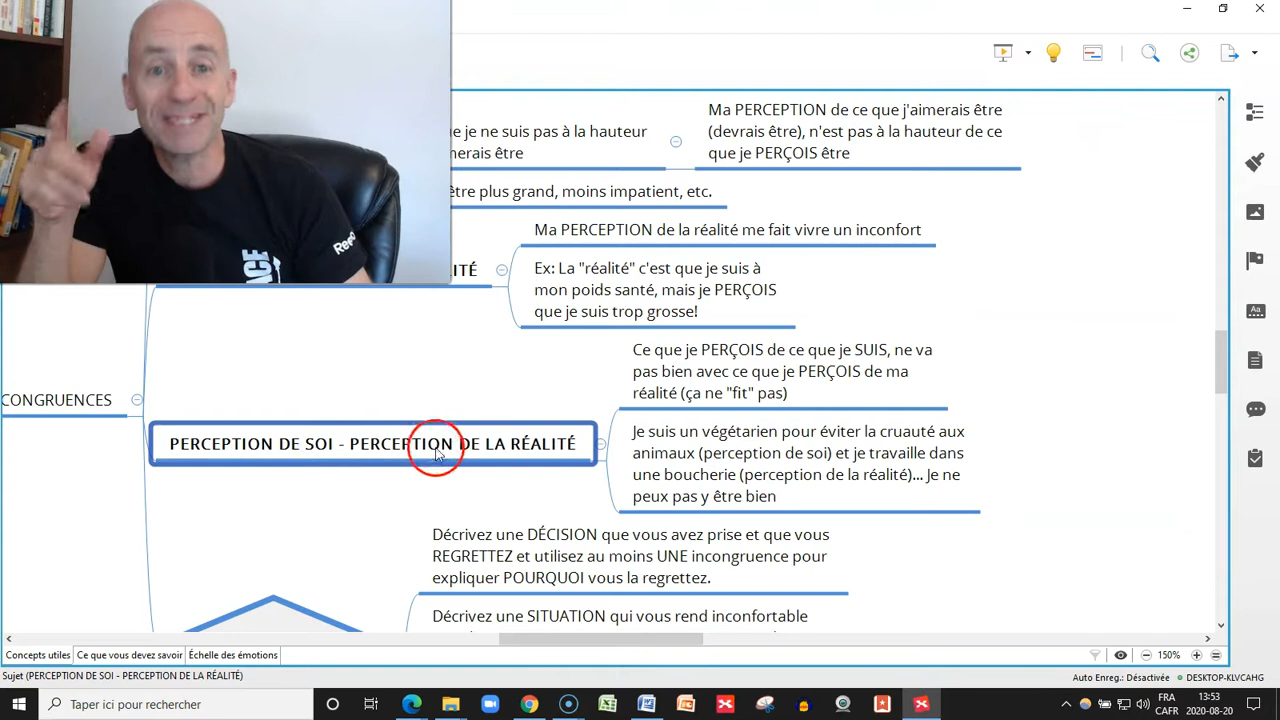 Ma PERCEPTION de ce que j'aimerais être
(devrais être), n'est pas à la hauteur de ce
que je PERÇOIS être
je ne suis pas à la hauteur
être
être plus grand, moins impatient, etc.
Ma PERCEPTION de la réalité me fait vivre un inconfort
Ex: La "réalité" c'est que je suis à
mon poids santé, mais je PERÇOIS
que je suis trop grosse!
Reebok
CONGRUENCES
PERCEPTION DE SOI - PERCEPTION DE LA RÉALITÉ
Ce que je PERÇOIS de ce que je SUIS, ne va
pas bien avec ce que je PERÇOIS de ma
réalité (ça ne "fit" pas)
Je suis un végétarien pour éviter la cruauté aux
animaux (perception de soi) et je travaille dans
une boucherie (perception de la réalité)... Je ne
peux pas y être bien
Décrivez une DÉCISION que vous avez prise et que vous
REGRETTEZ et utilisez au moins UNE incongruence pour
expliquer POURQUOI vous la regrettez.
Décrivez une SITUATION qui vous rend inconfortable
Concepts utiles
Ce que vous devez savoir
Échelle des émotions
150%
Sujet (PERCEPTION DE SOI - PERCEPTION DE LA RÉALITÉ)
Auto Enreg.: Désactivée
DESKTOP-KLVCAHG
Taper ici pour rechercher
FRA
CAFR
13:53
2020-08-20